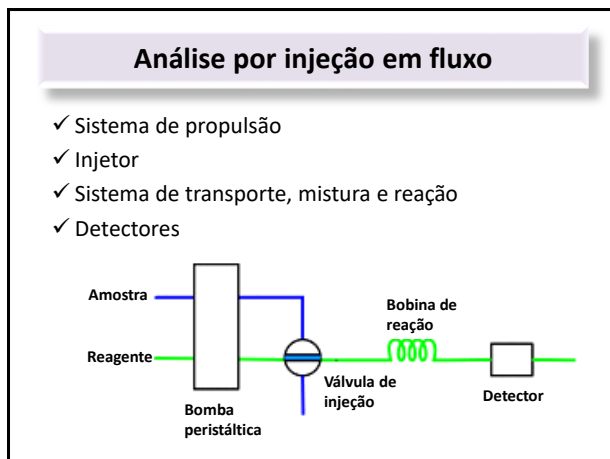 Análise por injeção em fluxo
✓ Sistema de propulsão
✓ Injetor
✓ Sistema de transporte, mistura e reação
✓ Detectores
Amostra
Reagente
Bomba
peristáltica
Válvula de
injeção
Bobina de
reação
Detector